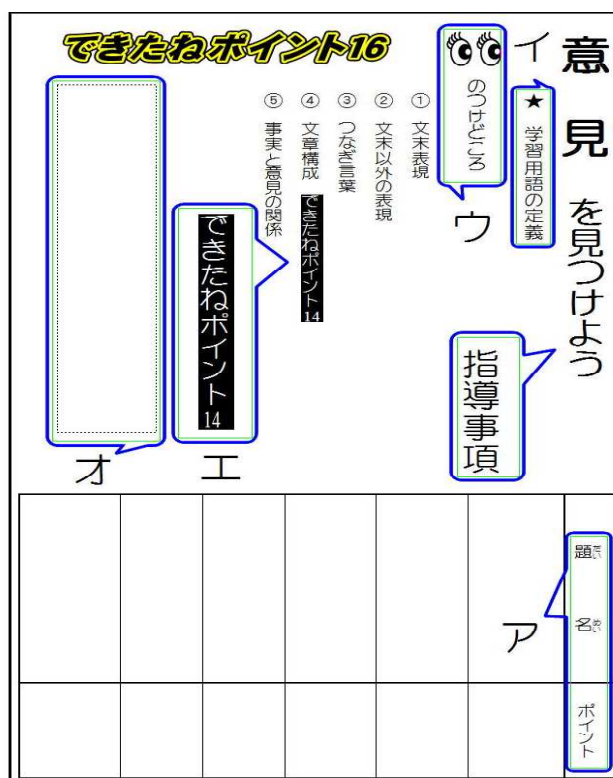 できたねポイント16
意見を見つけよう
イ
★ 学習用語の定義
のつけどころ
ウ
① 文末表現
② 文末以外の表現
③ つなぎ言葉
④ 文章構成 できたねポイント14
⑤ 事実と意見の関係
指導事項
できたねポイント14
エ
オ
題名
だいめい
ポイント
ア